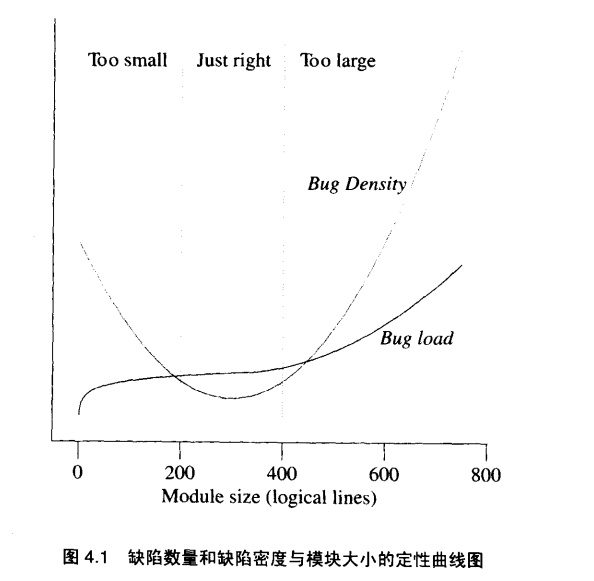 Too small Just right Too large
Bug Density
Bug load
0 200 400 600 800
Module size (logical lines)
图 4.1 缺陷数量和缺陷密度与模块大小的定性曲线图